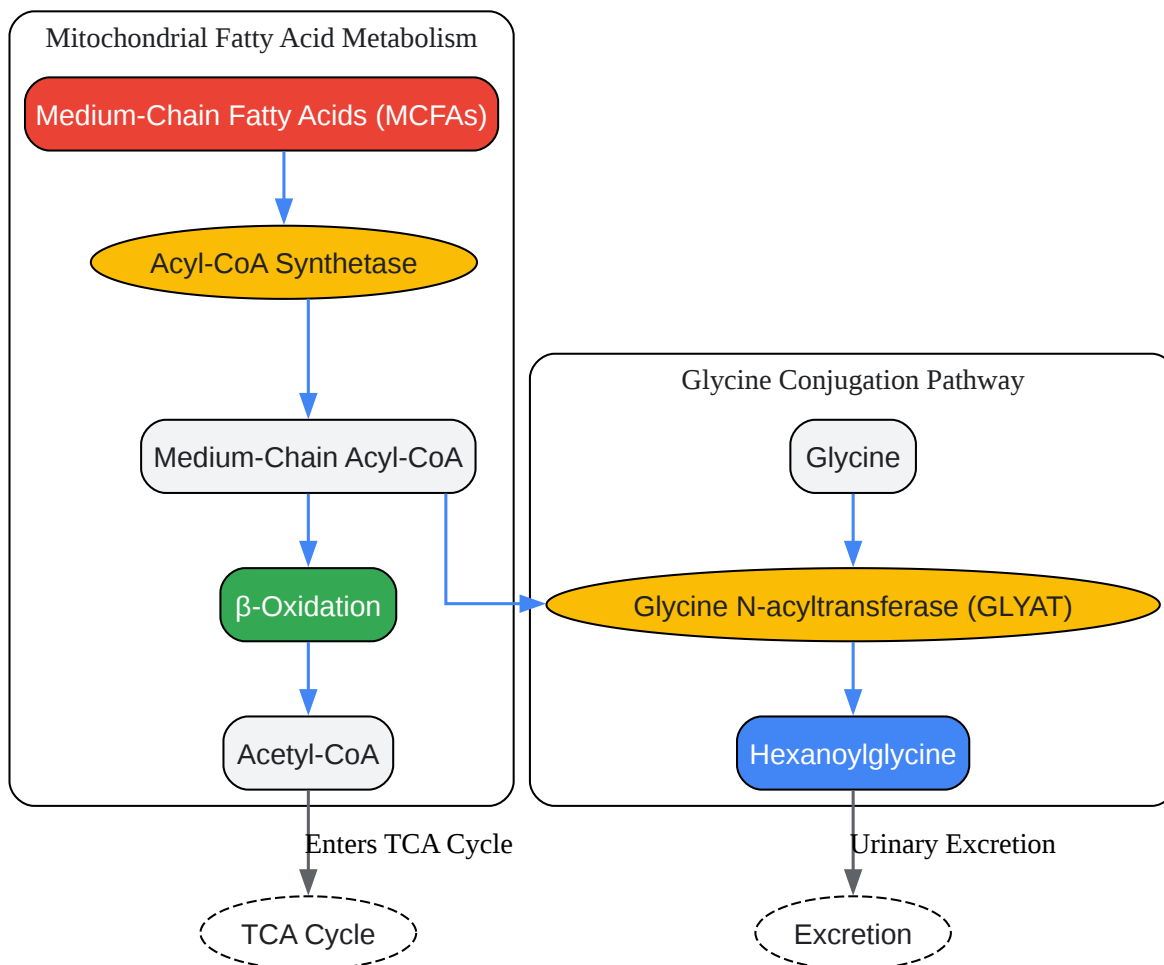 Mitochondrial Fatty Acid Metabolism
Medium-Chain Fatty Acids (MCFAs)
Acyl-CoA Synthetase
Medium-Chain Acyl-CoA
β-Oxidation
Acetyl-CoA
Enters TCA Cycle
TCA Cycle
Glycine Conjugation Pathway
Glycine
Glycine N-acyltransferase (GLYAT)
Hexanoylglycine
Urinary Excretion
Excretion